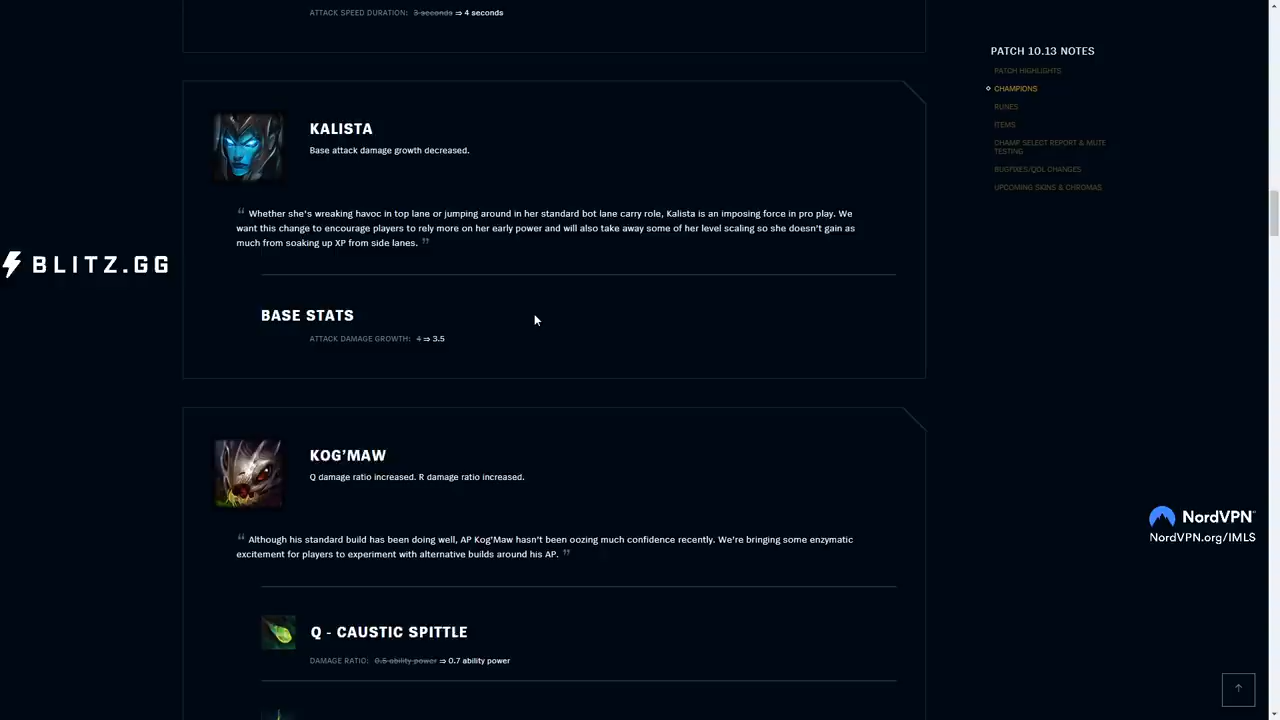 ATTACK SPEED DURATION: 3 seconds ⇒ 4 seconds
PATCH 10.13 NOTES
PATCH HIGHLIGHTS
CHAMPIONS
RUNES
ITEMS
CHAMP SELECT REPORT & MUTE
TESTING
BUGFIXES/QOL CHANGES
UPCOMING SKINS & CHROMAS
KALISTA
Base attack damage growth decreased.
“ Whether she's wreaking havoc in top lane or jumping around in her standard bot lane carry role, Kalista is an imposing force in pro play. We
want this change to encourage players to rely more on her early power and will also take away some of her level scaling so she doesn't gain as
much from soaking up XP from side lanes. ”
BLITZ.GG
BASE STATS
ATTACK DAMAGE GROWTH: 4 ⇒ 3.5
KOG'MAW
Q damage ratio increased. R damage ratio increased.
“ Although his standard build has been doing well, AP Kog'Maw hasn't been oozing much confidence recently. We're bringing some enzymatic
excitement for players to experiment with alternative builds around his AP. ”
NordVPN
NordVPN.org/IMLS
Q - CAUSTIC SPITTLE
DAMAGE RATIO: 0.5 ability power ⇒ 0.7 ability power